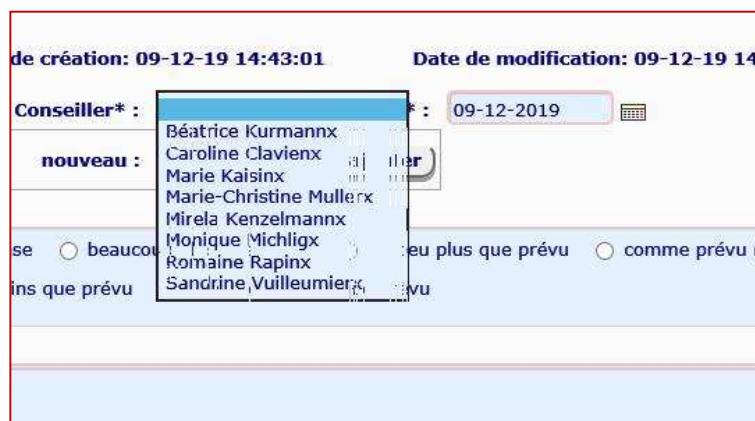 de création: 09-12-19 14:43:01 Date de modification: 09-12-19 14
Conseiller* : * : 09-12-2019
Béatrice Kurmannx
nouveau : Caroline Clavienx er
Marie Kaisinx
Marie-Christine Mullerx
Mirela Kenzelmannx
se beaucou Monique Michligx eu plus que prévu comme prévu
Romaine Rapinx
ins que prévu Sandrine Vuilleumierx vu